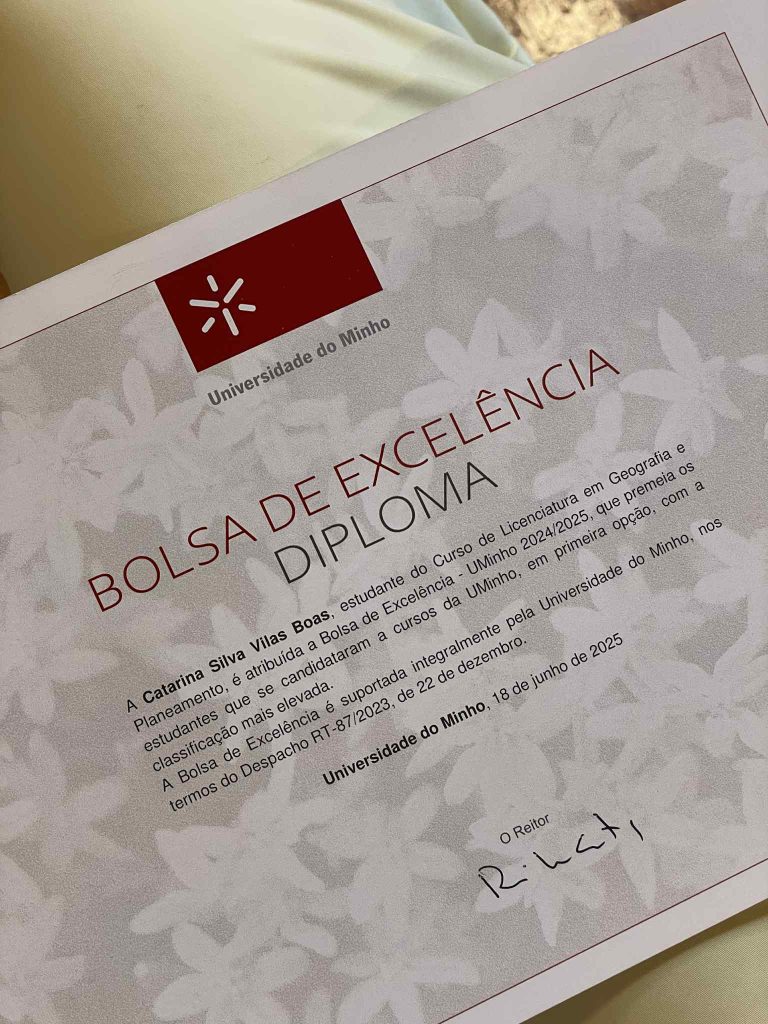 Universidade do Minho
BOLSA DE EXCELÊNCIA
DIPLOMA
A Catarina Silva Vilas Boas, estudante do Curso de Licenciatura em Geografia e
Planeamento, é atribuída a Bolsa de Excelência - UMinho 2024/2025, que premeia os
estudantes que se candidataram a cursos da UMinho, em primeira opção, com a
classificação mais elevada.
A Bolsa de Excelência é suportada integralmente pela Universidade do Minho, nos
termos do Despacho RT-87/2023, de 22 de dezembro.
Universidade do Minho, 18 de junho de 2025
O Reitor